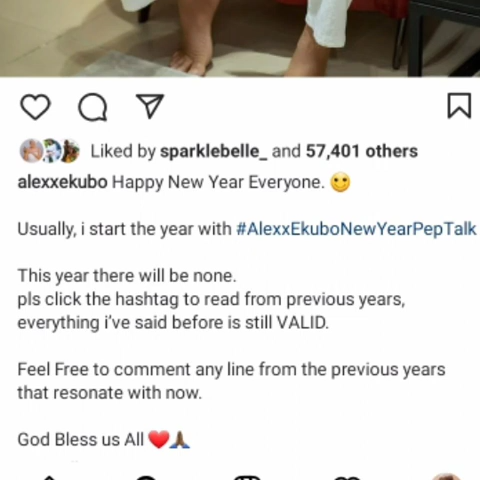 Liked by sparklebelle_ and 57,401 others
alexxekubo Happy New Year Everyone. 🙂
Usually, i start the year with #AlexxEkuboNewYearPepTalk
This year there will be none.
pls click the hashtag to read from previous years,
everything i've said before is still VALID.
Feel Free to comment any line from the previous years
that resonate with now.
God Bless us All ❤️🙏🏾